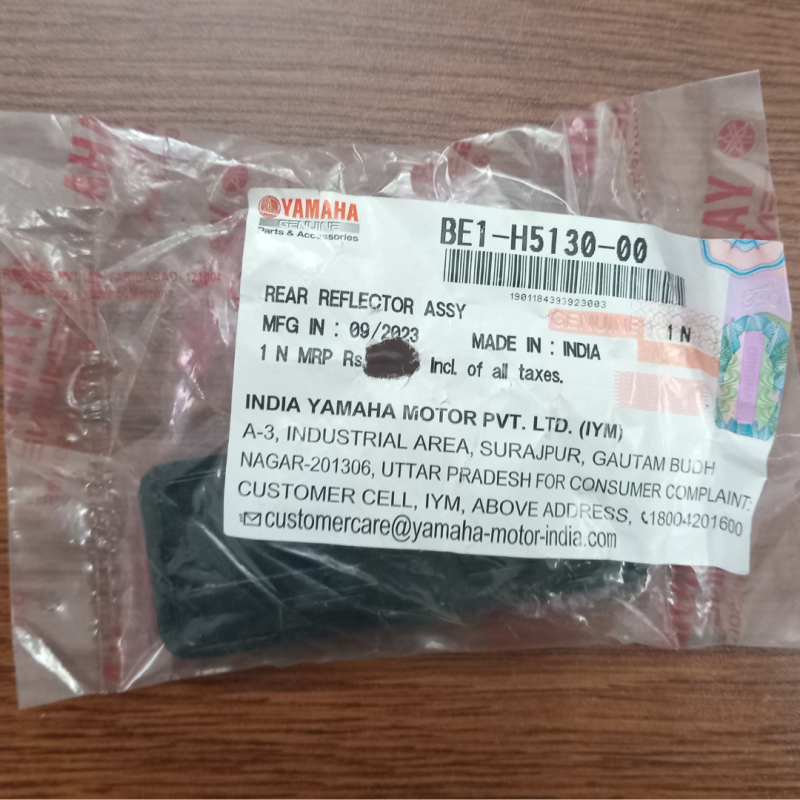 YAMAHA
GENUINE
Parts & Accessories
BE1-H5130-00
1901184393923003
REAR REFLECTOR ASSY
GENUINE
1 N
MFG IN : 09/2023
MADE IN : INDIA
1 N MRP Rs. Incl. of all taxes.
INDIA YAMAHA MOTOR PVT. LTD. (IYM)
A-3, INDUSTRIAL AREA, SURAJPUR, GAUTAM BUDH
NAGAR-201306, UTTAR PRADESH FOR CONSUMER COMPLAINT:
CUSTOMER CELL, IYM, ABOVE ADDRESS, 18004201600
customercare@yamaha-motor-india.com